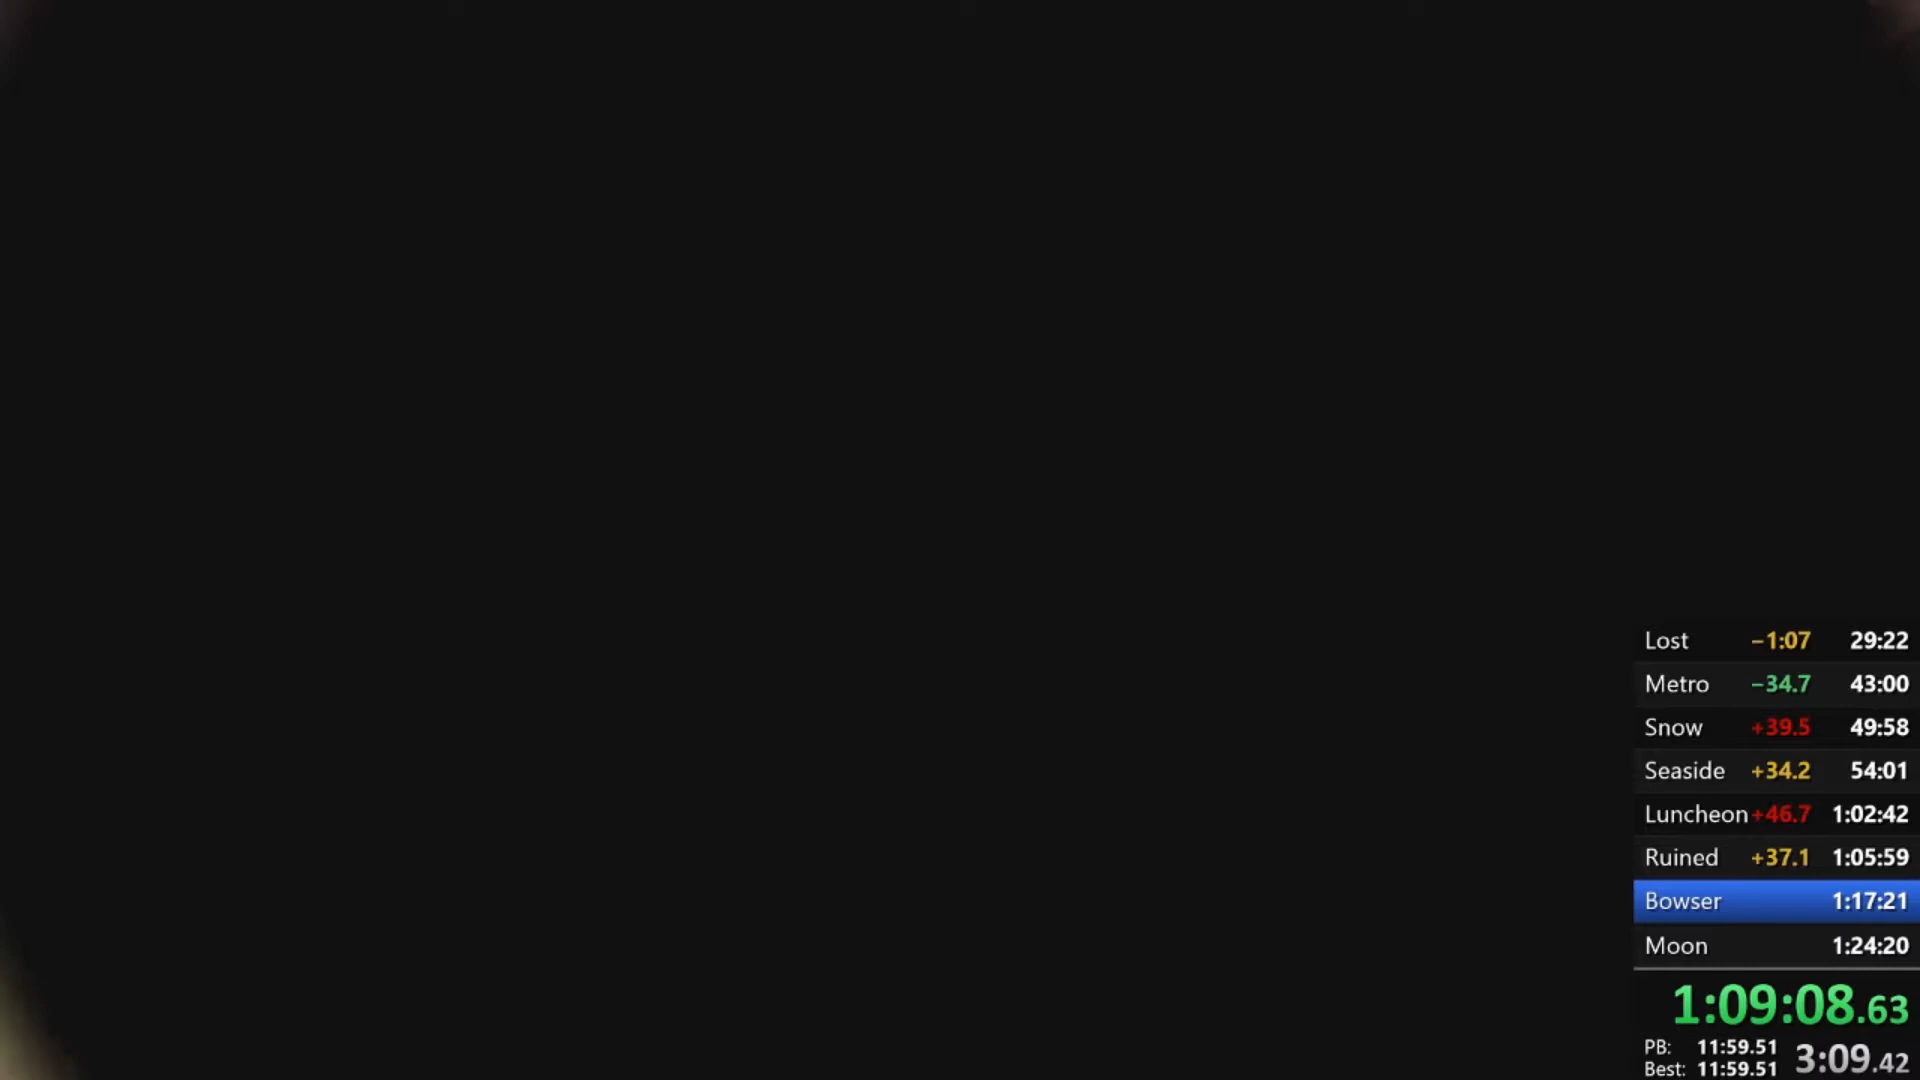 Lost −1:07 29:22
Metro −34.7 43:00
Snow +39.5 49:58
Seaside +34.2 54:01
Luncheon +46.7 1:02:42
Ruined +37.1 1:05:59
Bowser 1:17:21
Moon 1:24:20
1:09:08.63
PB: 11:59.51
Best: 11:59.51
3:09.42